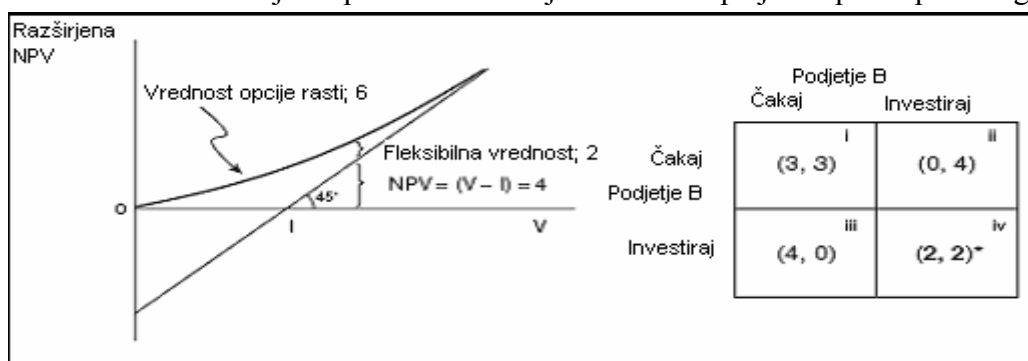 Razširjena
NPV
Vrednost opcije rasti; 6
Fleksibilna vrednost; 2
NPV = (V – I) = 4
45°
0
I
V
Podjetje B
Čakaj
Investiraj
Čakaj
Podjetje B
Investiraj
i
(3, 3)
ii
(0, 4)
iii
(4, 0)
iv
(2, 2)*